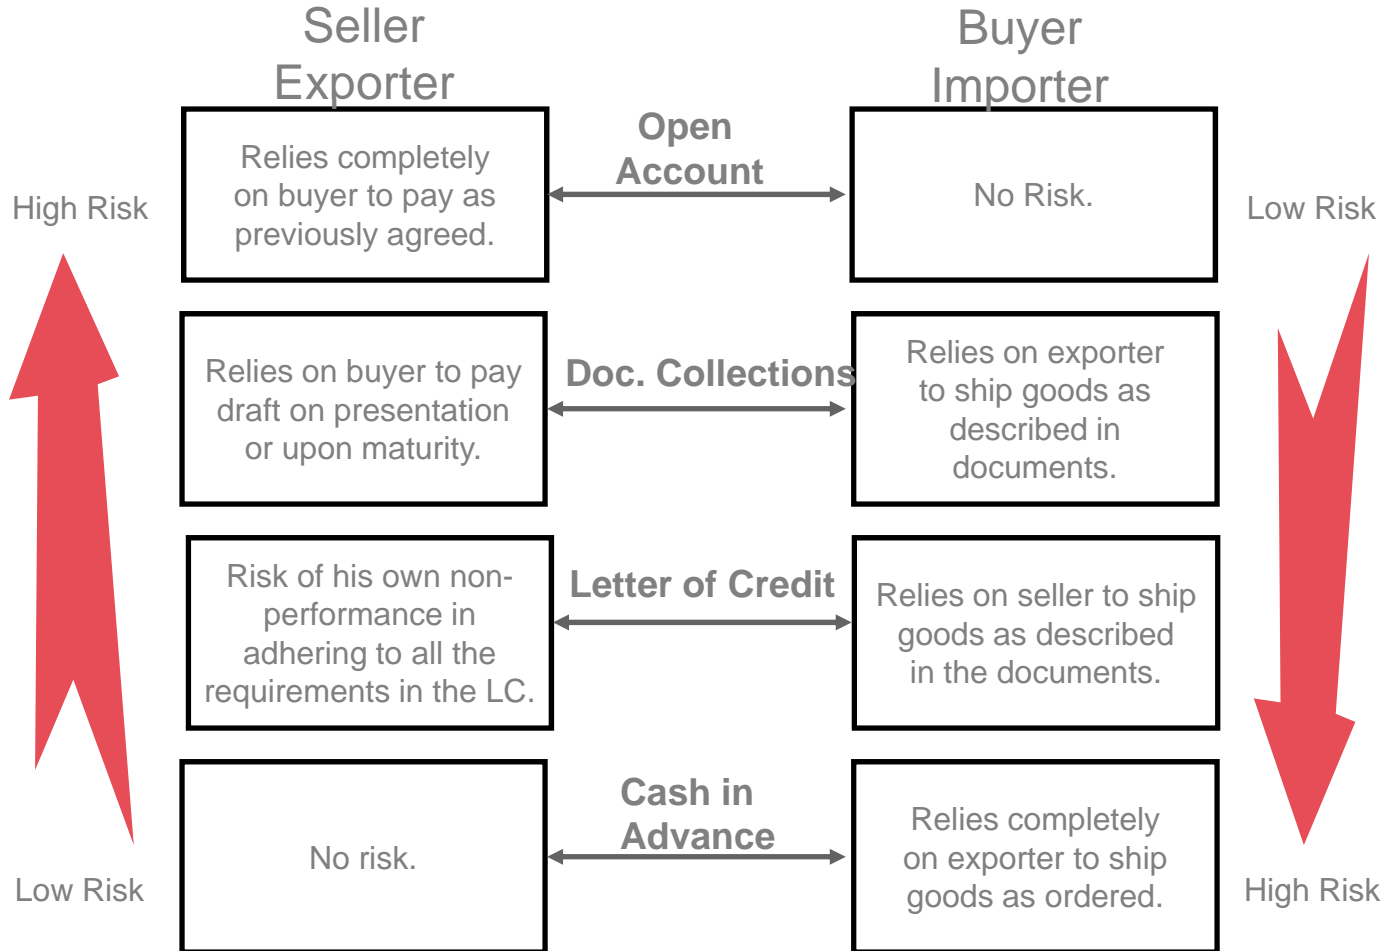 Seller
Exporter
Buyer
Importer
Open
Account
Relies completely
on buyer to pay as
previously agreed.
No Risk.
High Risk
Low Risk
Doc. Collections
Relies on buyer to pay
draft on presentation
or upon maturity.
Relies on exporter
to ship goods as
described in
documents.
Letter of Credit
Risk of his own non-
performance in
adhering to all the
requirements in the LC.
Relies on seller to ship
goods as described
in the documents.
Cash in
Advance
No risk.
Relies completely
on exporter to ship
goods as ordered.
Low Risk
High Risk